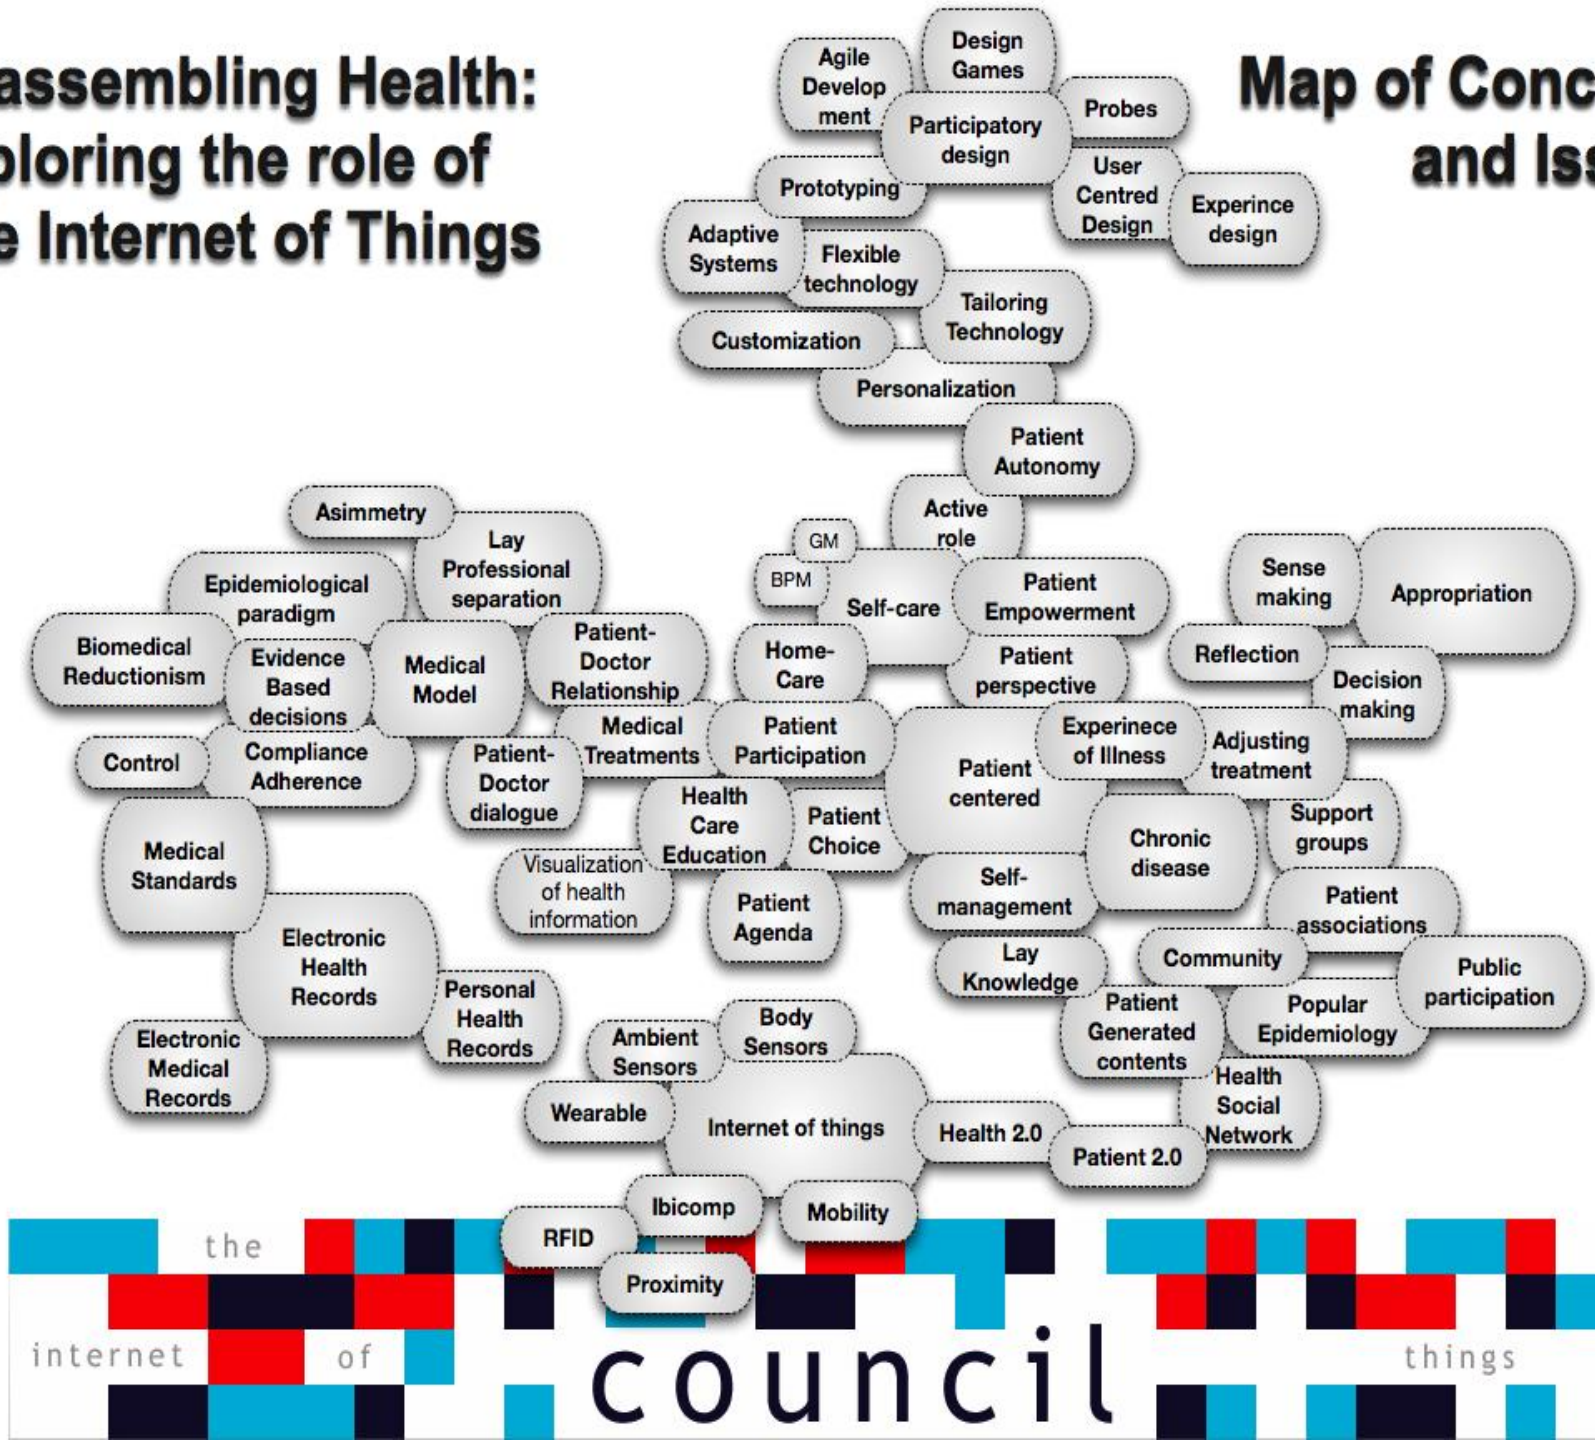 assembling Health:
ploring the role of
e Internet of Things
Map of Conc
and Iss
Design
Games
Agile
Develop
ment
Participatory
design
Probes
User
Centred
Design
Experince
design
Prototyping
Adaptive
Systems
Flexible
technology
Tailoring
Technology
Customization
Personalization
Patient
Autonomy
Active
role
GM
BPM
Self-care
Patient
Empowerment
Home-
Care
Patient
perspective
Asimmetry
Lay
Professional
separation
Epidemiological
paradigm
Biomedical
Reductionism
Evidence
Based
decisions
Medical
Model
Patient-
Doctor
Relationship
Control
Compliance
Adherence
Patient-
Doctor
dialogue
Medical
Treatments
Patient
Participation
Sense
making
Appropriation
Reflection
Decision
making
Patient
centered
Experinece
of Illness
Adjusting
treatment
Health
Care
Education
Patient
Choice
Visualization
of health
information
Patient
Agenda
Chronic
disease
Support
groups
Self-
management
Patient
associations
Lay
Knowledge
Community
Public
participation
Patient
Generated
contents
Popular
Epidemiology
Health
Social
Network
Medical
Standards
Electronic
Health
Records
Personal
Health
Records
Electronic
Medical
Records
Ambient
Sensors
Body
Sensors
Wearable
Internet of things
Health 2.0
Patient 2.0
Ibicomp
Mobility
RFID
Proximity
the
internet
of
council
things